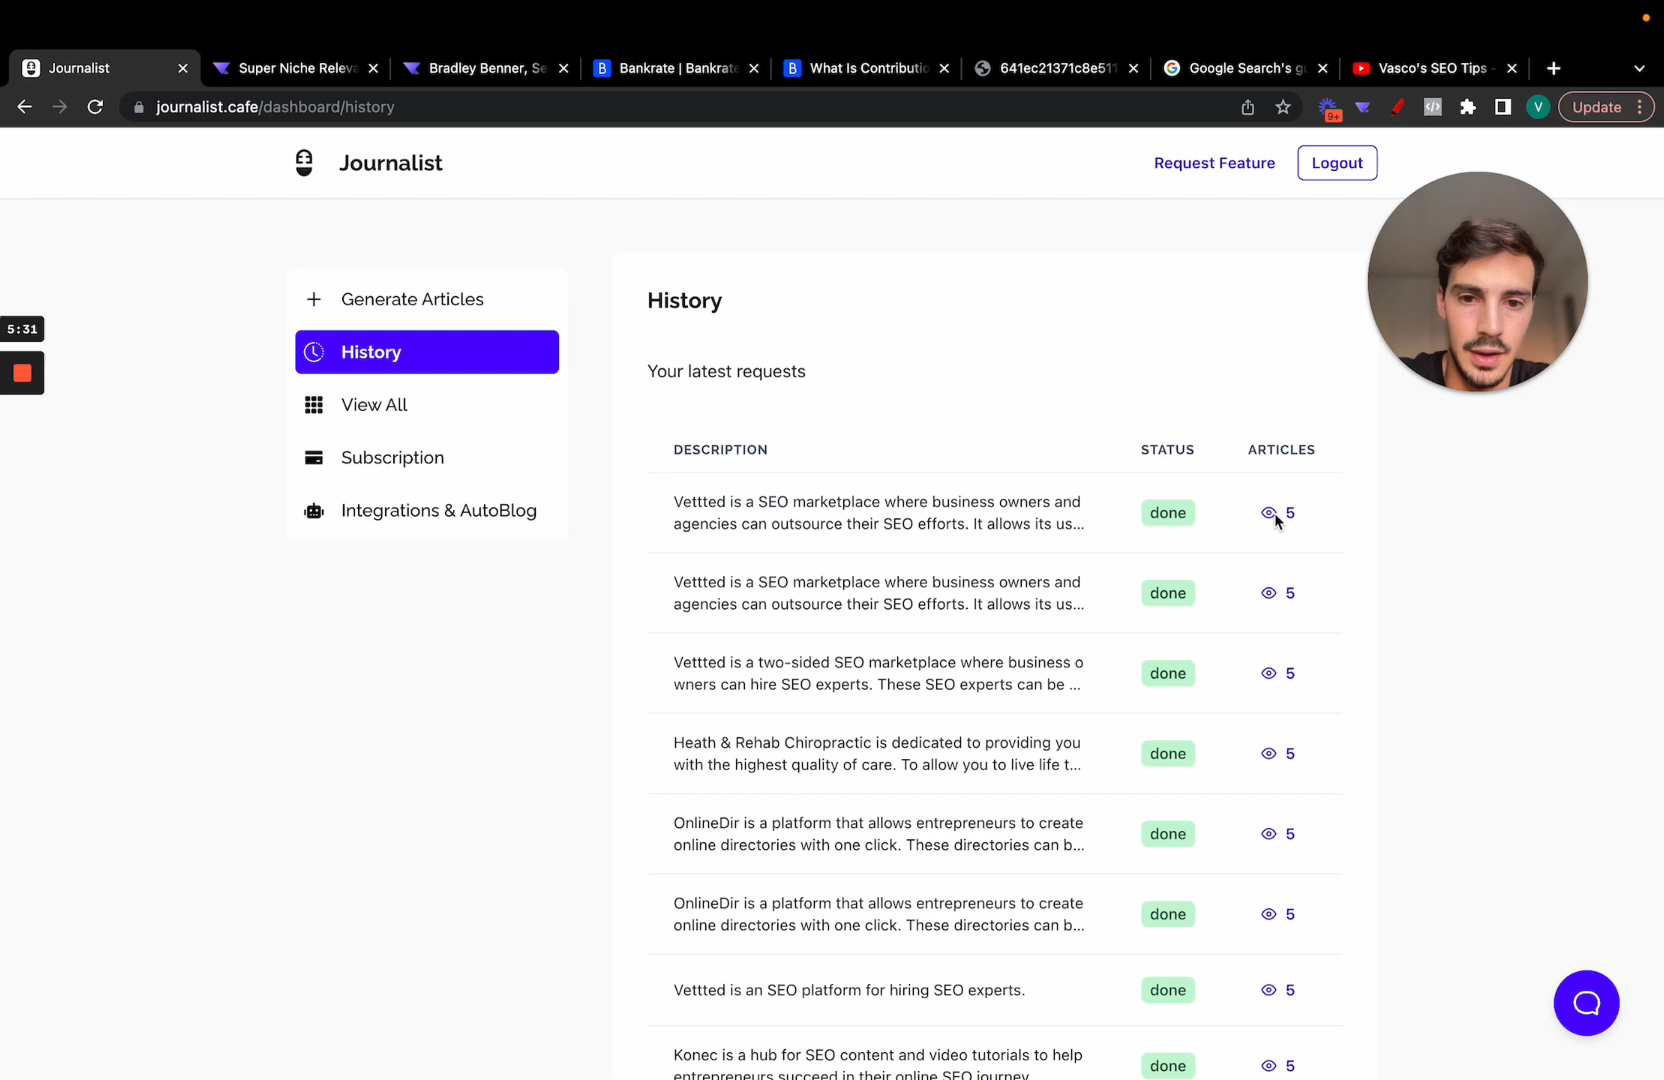 Journalist
Super Niche Releva
Bradley Benner, Se
Bankrate | Bankrate
What Is Contributio
641ec21371c8e511
Google Search's gu
Vasco's SEO Tips -
journalist.cafe/dashboard/history
9+
V
Update
Journalist
Request Feature
Logout
Generate Articles
History
View All
Subscription
Integrations & AutoBlog
5:31
History
Your latest requests
DESCRIPTION
STATUS
ARTICLES
Vettted is a SEO marketplace where business owners and
agencies can outsource their SEO efforts. It allows its us...
done
5
Vettted is a SEO marketplace where business owners and
agencies can outsource their SEO efforts. It allows its us...
done
5
Vettted is a two-sided SEO marketplace where business o
wners can hire SEO experts. These SEO experts can be ...
done
5
Heath & Rehab Chiropractic is dedicated to providing you
with the highest quality of care. To allow you to live life t...
done
5
OnlineDir is a platform that allows entrepreneurs to create
online directories with one click. These directories can b...
done
5
OnlineDir is a platform that allows entrepreneurs to create
online directories with one click. These directories can b...
done
5
Vettted is an SEO platform for hiring SEO experts.
done
5
Konec is a hub for SEO content and video tutorials to help
entrepreneurs succeed in their online SEO journey
done
5